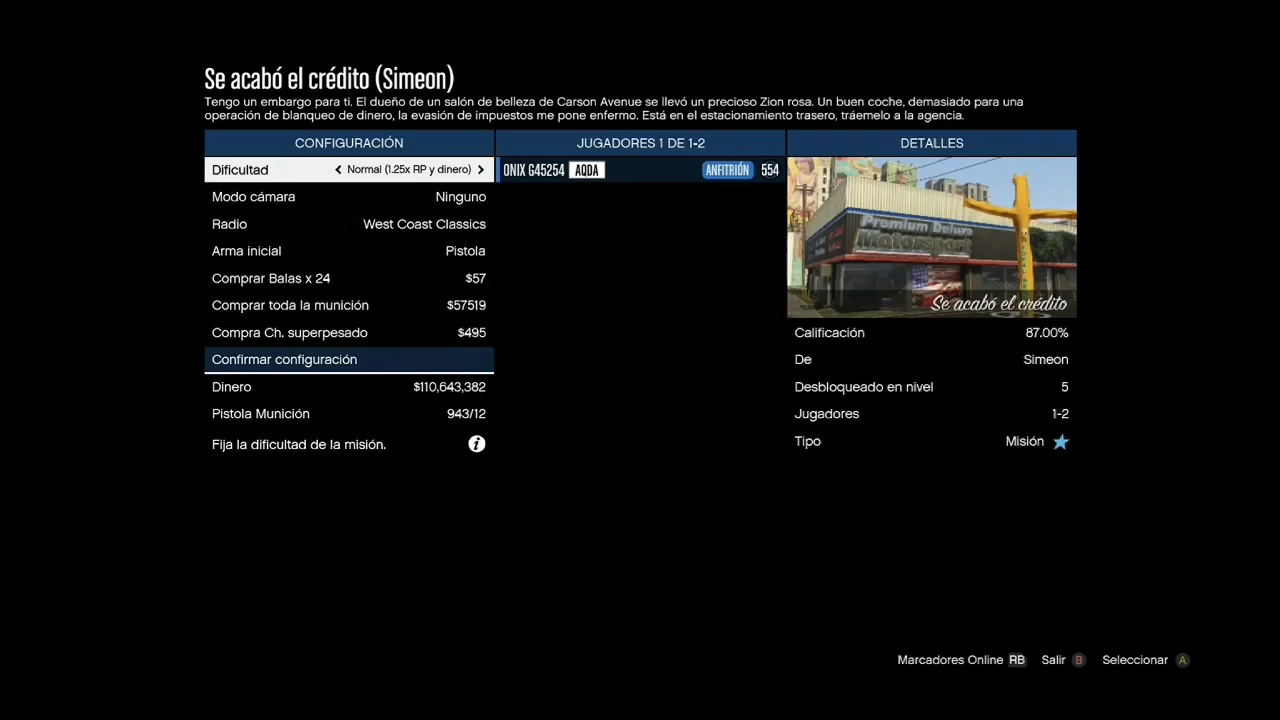 Se acabó el crédito (Simeon)
Tengo un embargo para ti. El dueño de un salón de belleza de Carson Avenue se llevó un precioso Zion rosa. Un buen coche, demasiado para una
operación de blanqueo de dinero, la evasión de impuestos me pone enfermo. Está en el estacionamiento trasero, tráemelo a la agencia.
CONFIGURACIÓN
Dificultad Normal (1.25x RP y dinero)
Modo cámara Ninguno
Radio West Coast Classics
Arma inicial Pistola
Comprar Balas x 24 $57
Comprar toda la munición $57519
Compra Ch. superpesado $495
Confirmar configuración
Dinero $110,643,382
Pistola Munición 943/12
Fija la dificultad de la misión.
JUGADORES 1 DE 1-2
ONIX G45254 AQDA ANFITRIÓN 554
DETALLES
Premium Deluxe
Motorsport
Se acabó el crédito
Calificación 87.00%
De Simeon
Desbloqueado en nivel 5
Jugadores 1-2
Tipo Misión
Marcadores Online RB Salir B Seleccionar A